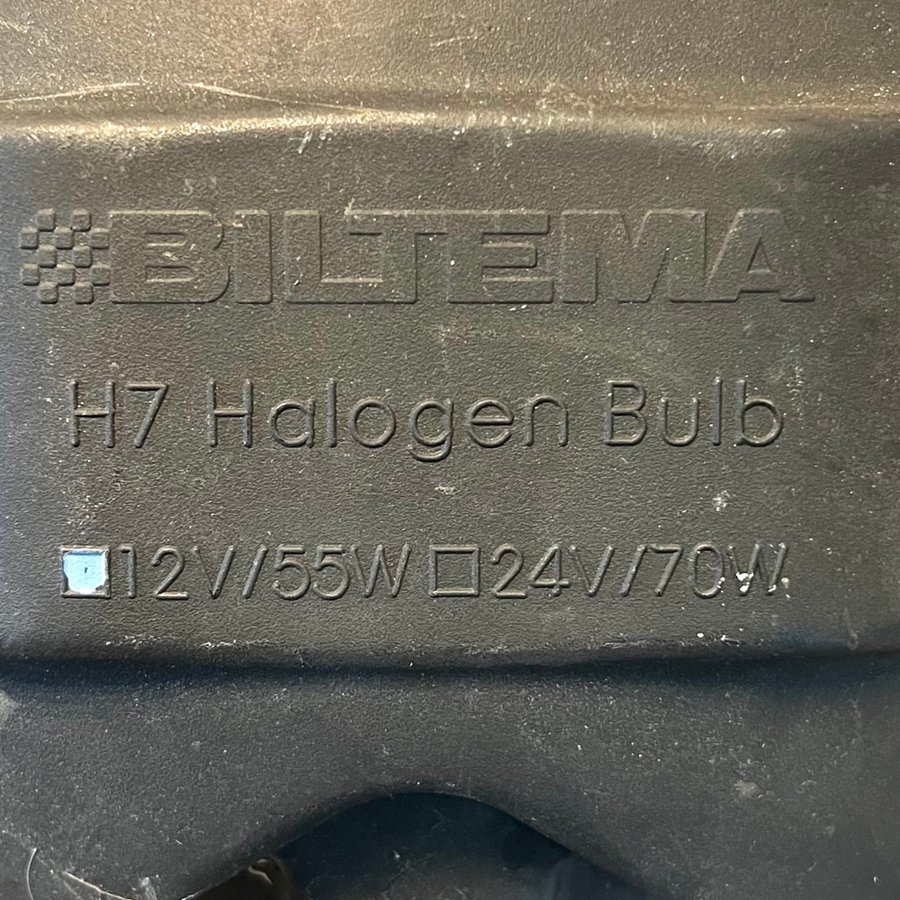 BILTEMA
H7 Halogen Bulb
12V/55W 24V/70W